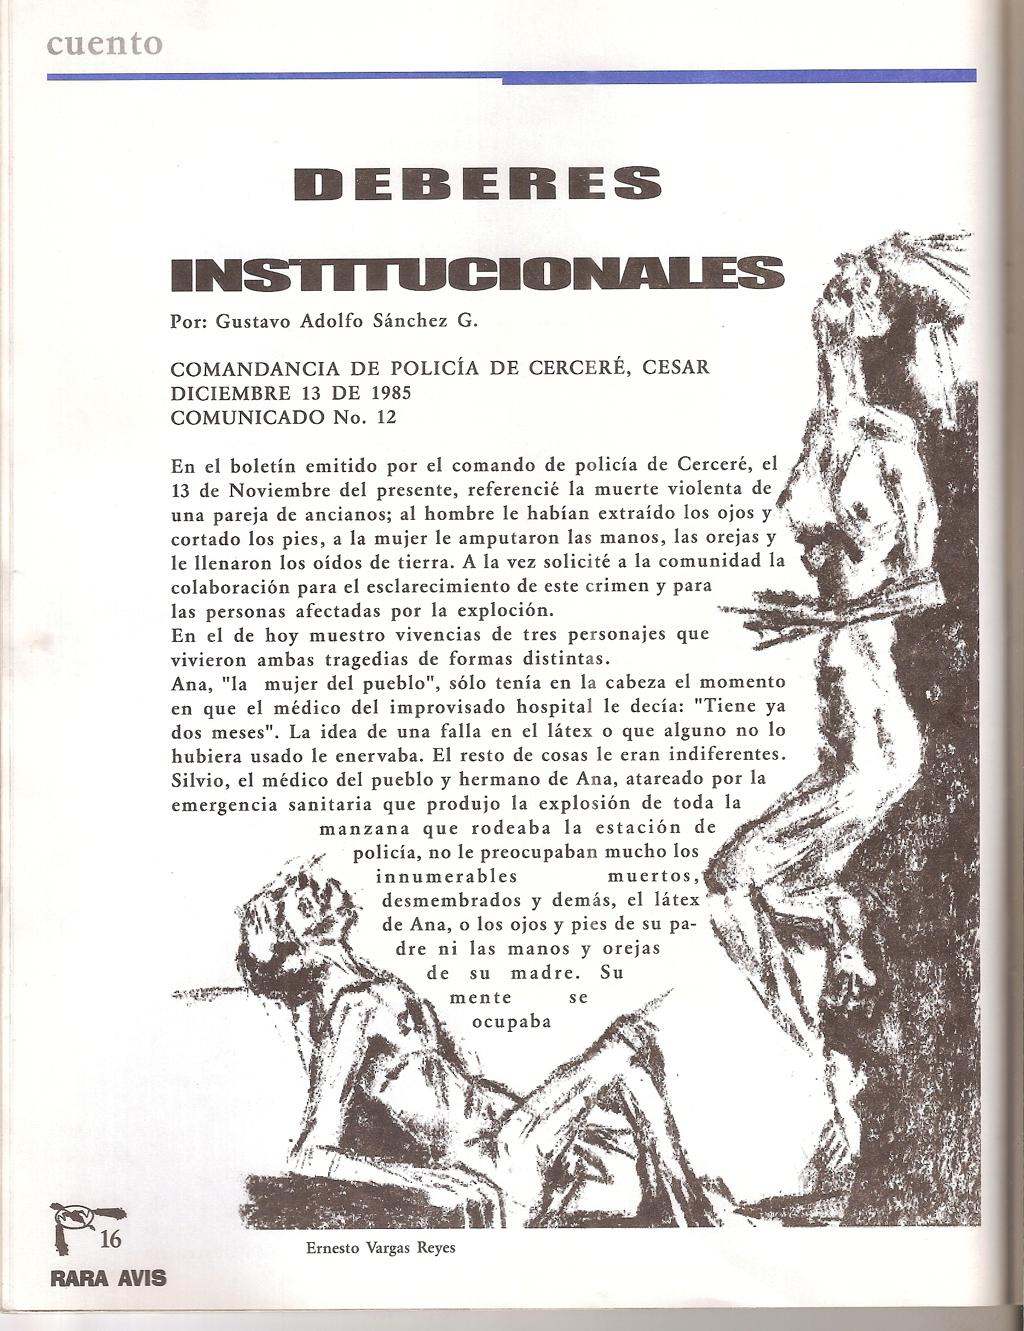 cuento
DEBERES
INSTITUCIONALES
Por: Gustavo Adolfo Sánchez G.
COMANDANCIA DE POLICÍA DE CERCERÉ, CESAR
DICIEMBRE 13 DE 1985
COMUNICADO No. 12
En el boletín emitido por el comando de policía de Cerceré, el
13 de Noviembre del presente, referencié la muerte violenta de
una pareja de ancianos; al hombre le habían extraído los ojos y
cortado los pies, a la mujer le amputaron las manos, las orejas y
le llenaron los oídos de tierra. A la vez solicité a la comunidad la
colaboración para el esclarecimiento de este crimen y para
las personas afectadas por la exploción.
En el de hoy muestro vivencias de tres personajes que
vivieron ambas tragedias de formas distintas.
Ana, "la mujer del pueblo", sólo tenía en la cabeza el momento
en que el médico del improvisado hospital le decía: "Tiene ya
dos meses". La idea de una falla en el látex o que alguno no lo
hubiera usado le enervaba. El resto de cosas le eran indiferentes.
Silvio, el médico del pueblo y hermano de Ana, atareado por la
emergencia sanitaria que produjo la explosión de toda la
manzana que rodeaba la estación de
policía, no le preocupaban mucho los
innumerables muertos,
desmembrados y demás, el látex
de Ana, o los ojos y pies de su pa-
dre ni las manos y orejas
de su madre. Su
mente se
ocupaba
16
RARA AVIS
Ernesto Vargas Reyes